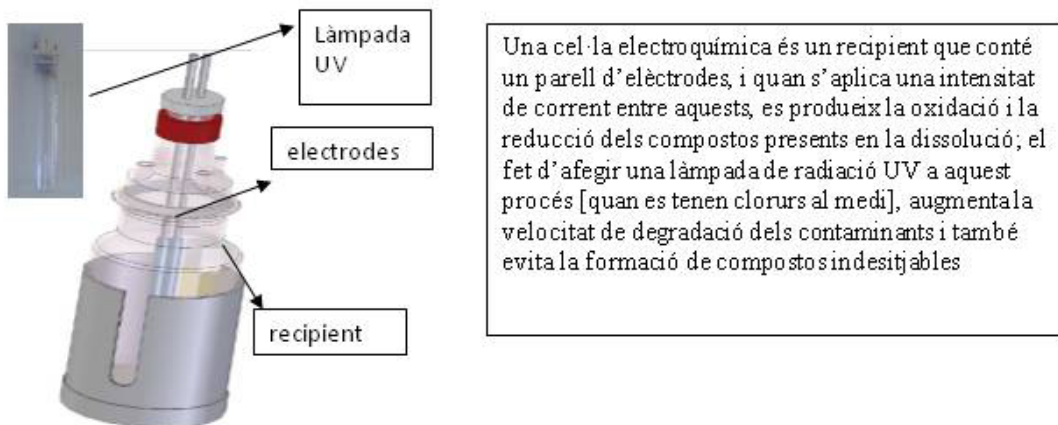 Làmpada
UV
electrodes
recipient
Una cel·la electroquímica és un recipient que conté
un parell d'elèctrodes, i quan s'aplica una intensitat
de corrent entre aquests, es produeix la oxidació i la
reducció dels compostos presents en la dissolució; el
fet d'afegir una làmpada de radiació UV a aquest
procés [quan es tenen clorurs al medi], augmenta la
velocitat de degradació dels contaminants i també
evita la formació de compostos indesitjables